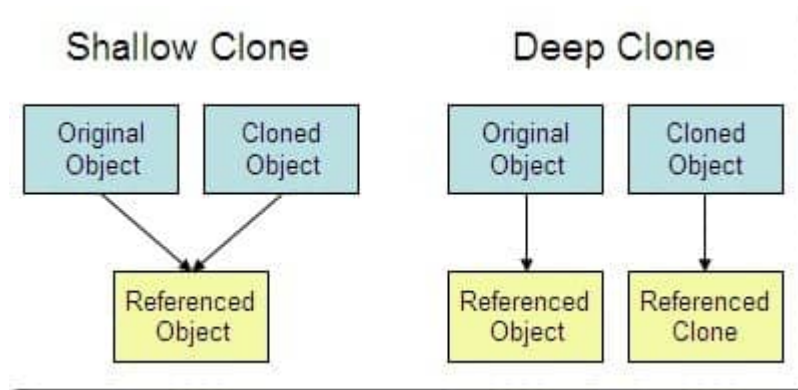 Shallow Clone
Deep Clone
Original
Object
Cloned
Object
Original
Object
Cloned
Object
Referenced
Object
Referenced
Object
Referenced
Clone